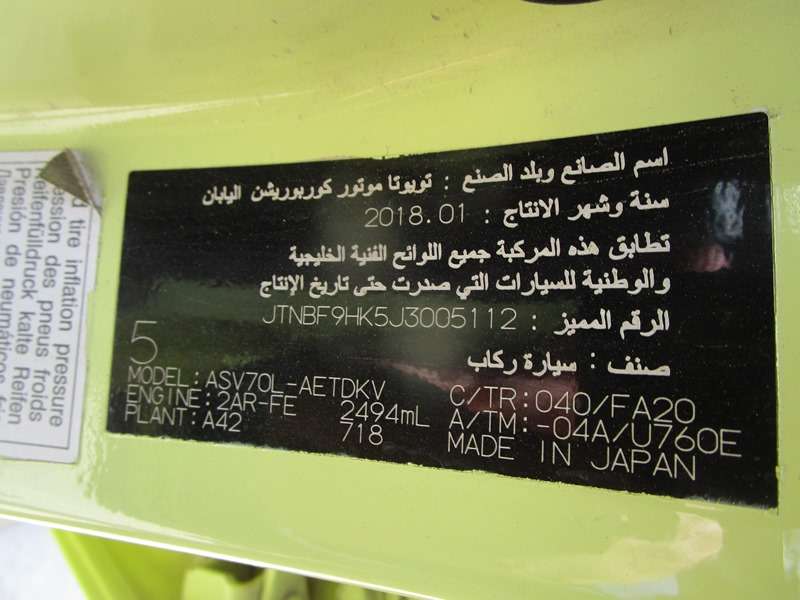 اسم الصانع وبلد الصنع : تويوتا موتور كوربوريشن اليابان
سنة وشهر الانتاج : 2018.01
تطابق هذه المركبة جميع اللوائح الفنية الخليجية
والوطنية للسيارات التي صدرت حتى تاريخ الإنتاج
الرقم المميز : JTNBF9HK5J3005112
صنف : سيارة ركاب
5
MODEL:ASV70L-AETDKV C/TR:040/FA20
ENGINE:2AR-FE 2494mL A/TM:-04A/U760E
PLANT:A42 718 MADE IN JAPAN
tire inflation pressure
des pneus froids
Reifenfülldruck kalte Reifen
Presión de neumáticos